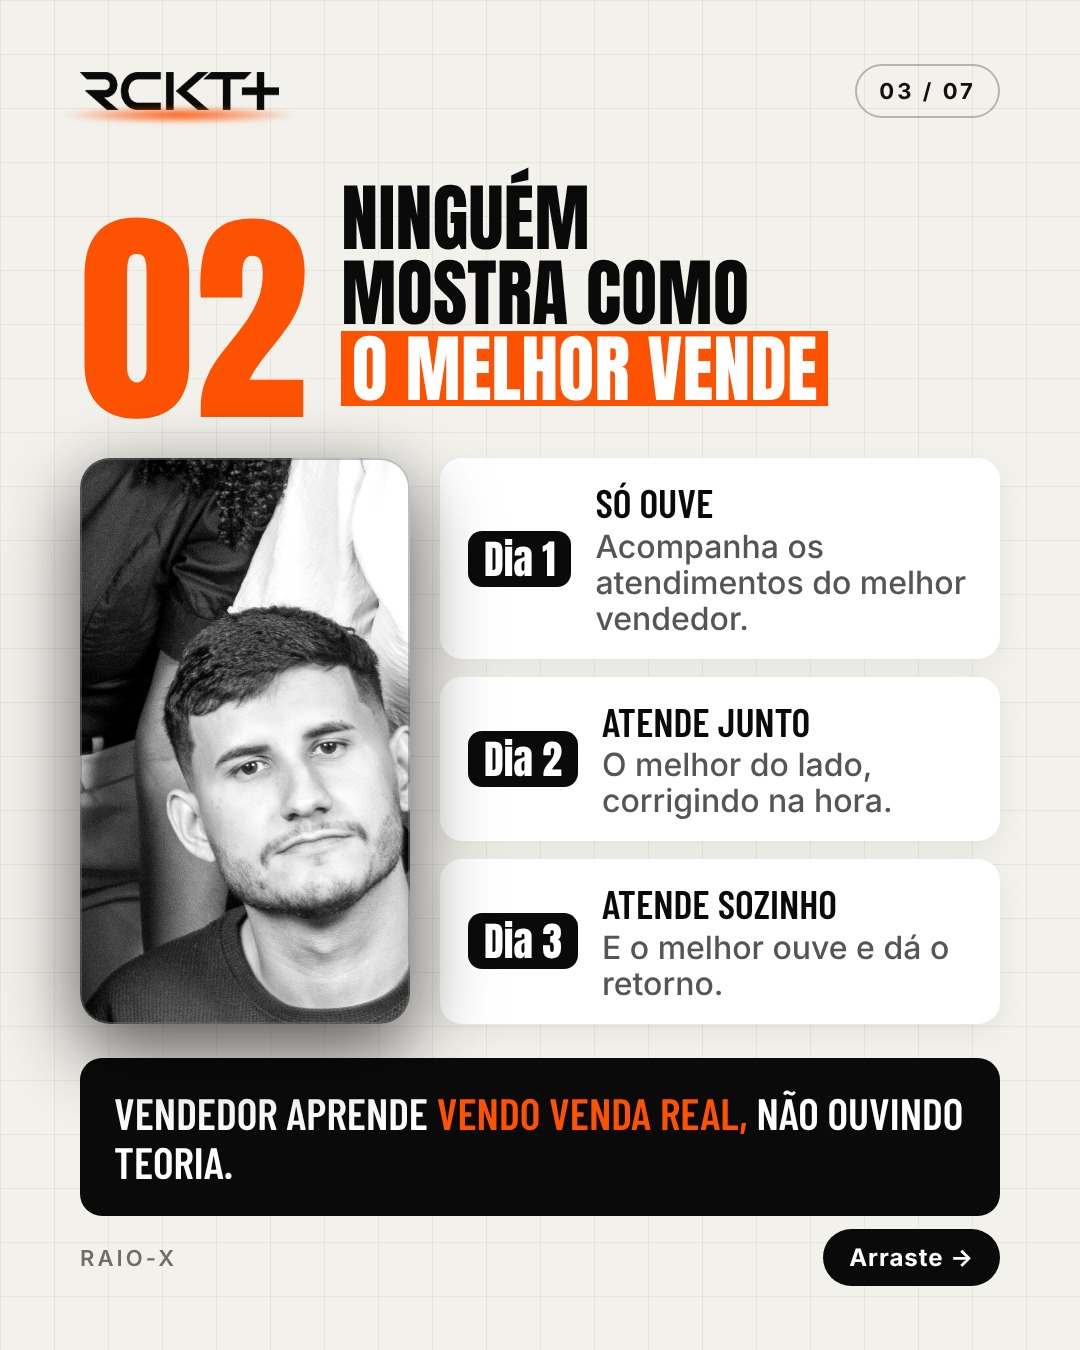 RCKT+
03 / 07
02
NINGUÉM
MOSTRA COMO
O MELHOR VENDE
Dia 1
SÓ OUVE
Acompanha os
atendimentos do melhor
vendedor.
Dia 2
ATENDE JUNTO
O melhor do lado,
corrigindo na hora.
Dia 3
ATENDE SOZINHO
E o melhor ouve e dá o
retorno.
VENDEDOR APRENDE VENDO VENDA REAL, NÃO OUVINDO
TEORIA.
RAIO-X
Arraste →